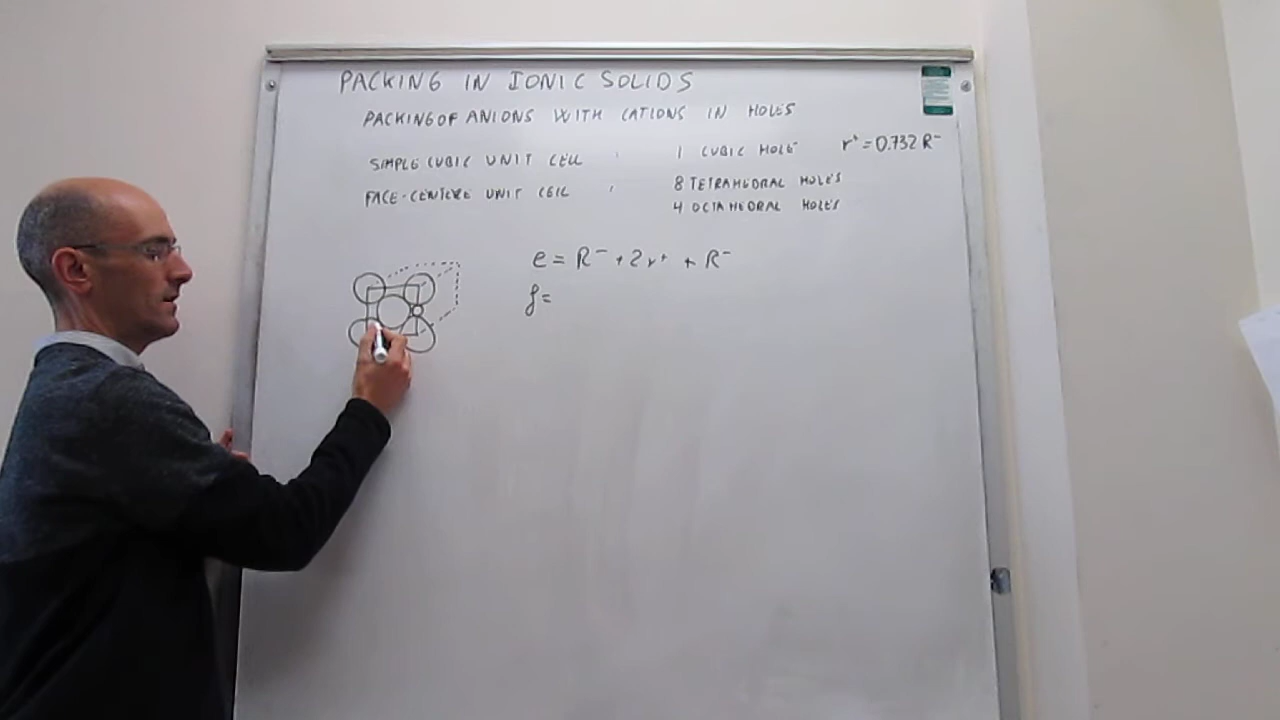 PACKING IN IONIC SOLIDS
PACKING OF ANIONS WITH CATIONS IN HOLES
SIMPLE CUBIC UNIT CELL , 1 CUBIC HOLE r⁺ = 0.732 R⁻
FACE-CENTERE UNIT CELL , 8 TETRAHEDRAL HOLES
4 OCTAHEDRAL HOLES
e = R⁻ + 2r⁺ + R⁻
f =